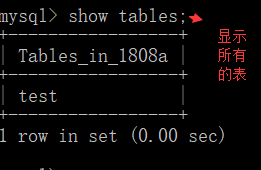 mysql> show tables;
+------------------+
| Tables_in_1808a |
+------------------+
| test |
+------------------+
1 row in set (0.00 sec)
显示
所有
的表